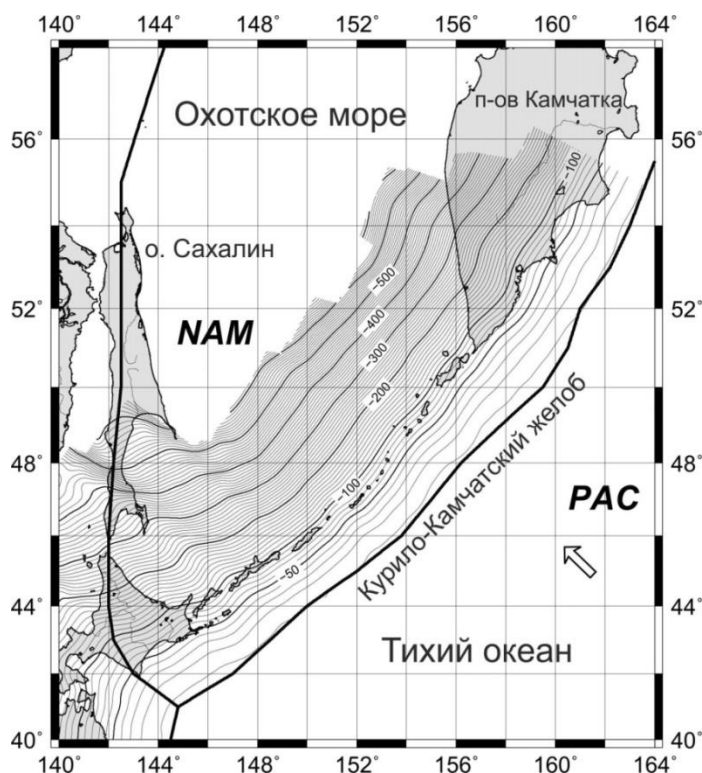 140° 144° 148° 152° 156° 160° 164°
п-ов Камчатка
Охотское море
56°
56°
-100
о. Сахалин
-500
52°
52°
NAM
-400
-300
-200
48°
48°
-100
Курило-Камчатский желоб
PAC
-50
44°
44°
Тихий океан
40°
40°
140° 144° 148° 152° 156° 160° 164°